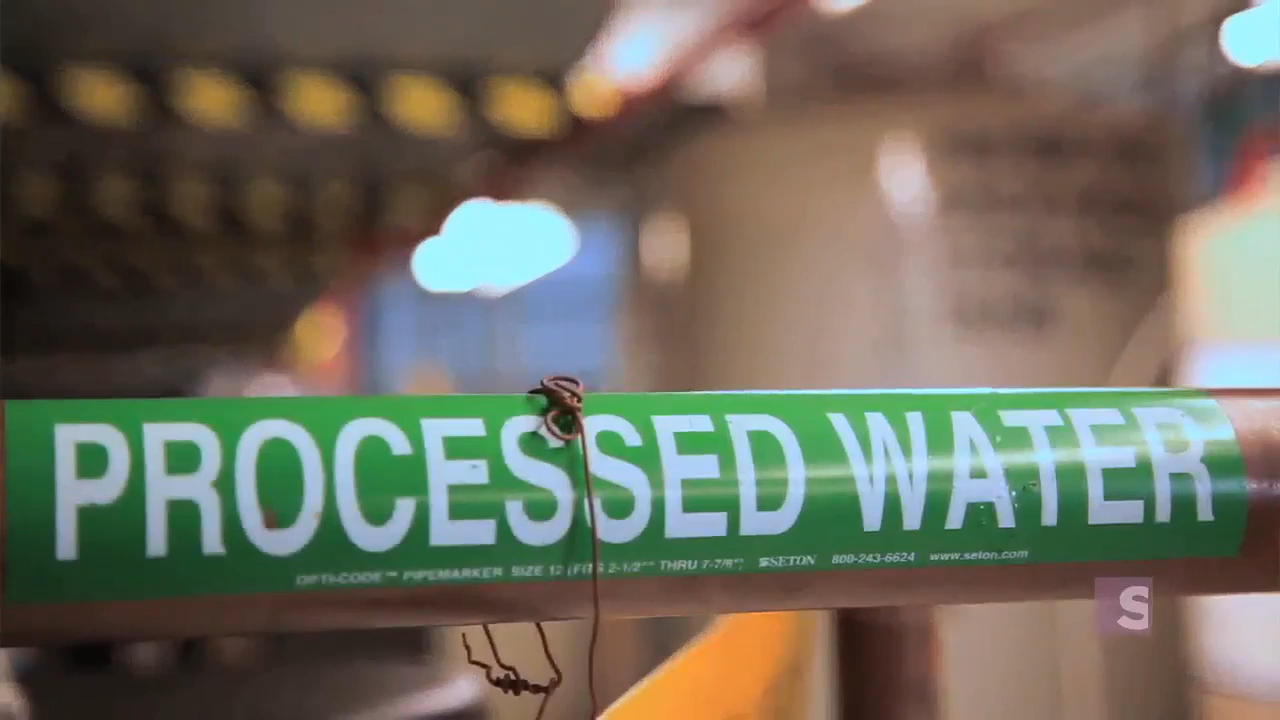 PROCESSED WATER
OPTI-CODE™ PIPEMARKER SIZE 12 (FITS 2-1/2" THRU 7-7/8") SETON 800-243-6624 www.seton.com
S